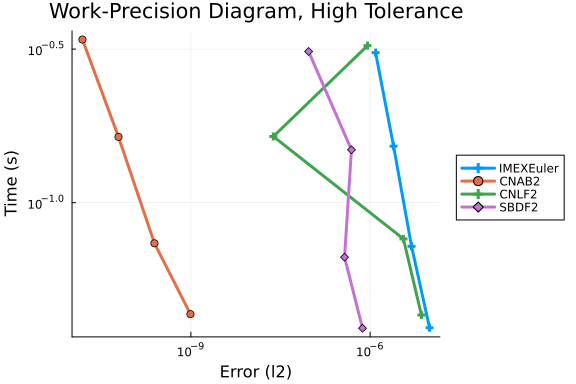 Work-Precision Diagram, High Tolerance
Time (s)
10^-0.5
10^-1.0
10^-9
10^-6
Error (l2)
IMEXEuler
CNAB2
CNLF2
SBDF2